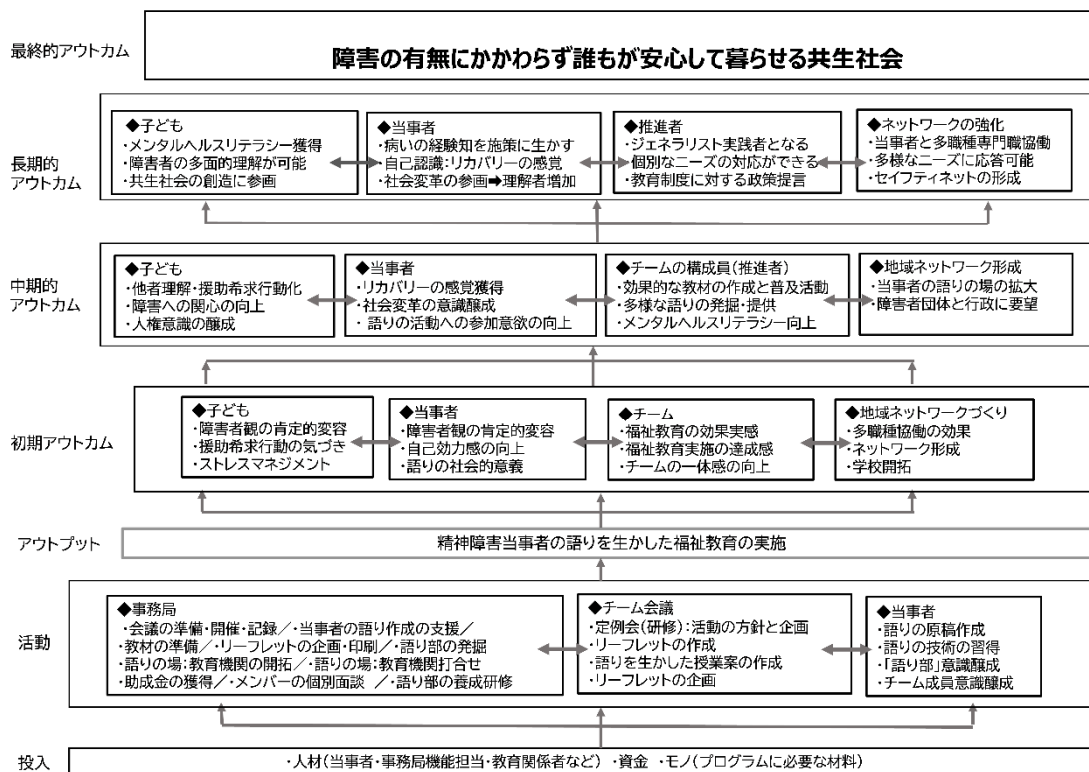 最終的アウトカム
障害の有無にかかわらず誰もが安心して暮らせる共生社会
長期的
アウトカム
◆子ども
・メンタルヘルスリテラシー獲得
・障害者の多面的理解が可能
・共生社会の創造に参画
◆当事者
・病いの経験知を施策に生かす
・自己認識:リカバリーの感覚
・社会変革の参画➡理解者増加
◆推進者
・ジェネラリスト実践者となる
・個別なニーズの対応ができる
・教育制度に対する政策提言
◆ネットワークの強化
・当事者と多職種専門職協働
・多様なニーズに応答可能
・セイフティネットの形成
中期的
アウトカム
◆子ども
・他者理解・援助希求行動化
・障害への関心の向上
・人権意識の醸成
◆当事者
・リカバリーの感覚獲得
・社会変革の意識醸成
・語りの活動への参加意欲の向上
◆チームの構成員(推進者)
・効果的な教材の作成と普及活動
・多様な語りの発掘・提供
・メンタルヘルスリテラシー向上
◆地域ネットワーク形成
・当事者の語りの場の拡大
・障害者団体と行政に要望
初期アウトカム
◆子ども
・障害者観の肯定的変容
・援助希求行動の気づき
・ストレスマネジメント
◆当事者
・障害者観の肯定的変容
・自己効力感の向上
・語りの社会的意義
◆チーム
・福祉教育の効果実感
・福祉教育実施の達成感
・チームの一体感の向上
◆地域ネットワークづくり
・多職種協働の効果
・ネットワーク形成
・学校開拓
アウトプット
精神障害当事者の語りを生かした福祉教育の実施
活動
◆事務局
・会議の準備・開催・記録/・当事者の語り作成の支援/
・教材の準備/・リーフレットの企画・印刷/・語り部の発掘
・語りの場:教育機関の開拓/・語りの場:教育機関打合せ
・助成金の獲得/・メンバーの個別面談 /・語り部の養成研修
◆チーム会議
・定例会(研修):活動の方針と企画
・リーフレットの作成
・語りを生かした授業案の作成
・リーフレットの企画
◆当事者
・語りの原稿作成
・語りの技術の習得
・「語り部」意識醸成
・チーム成員意識醸成
投入
・人材(当事者・事務局機能担当・教育関係者など) ・資金 ・モノ(プログラムに必要な材料)